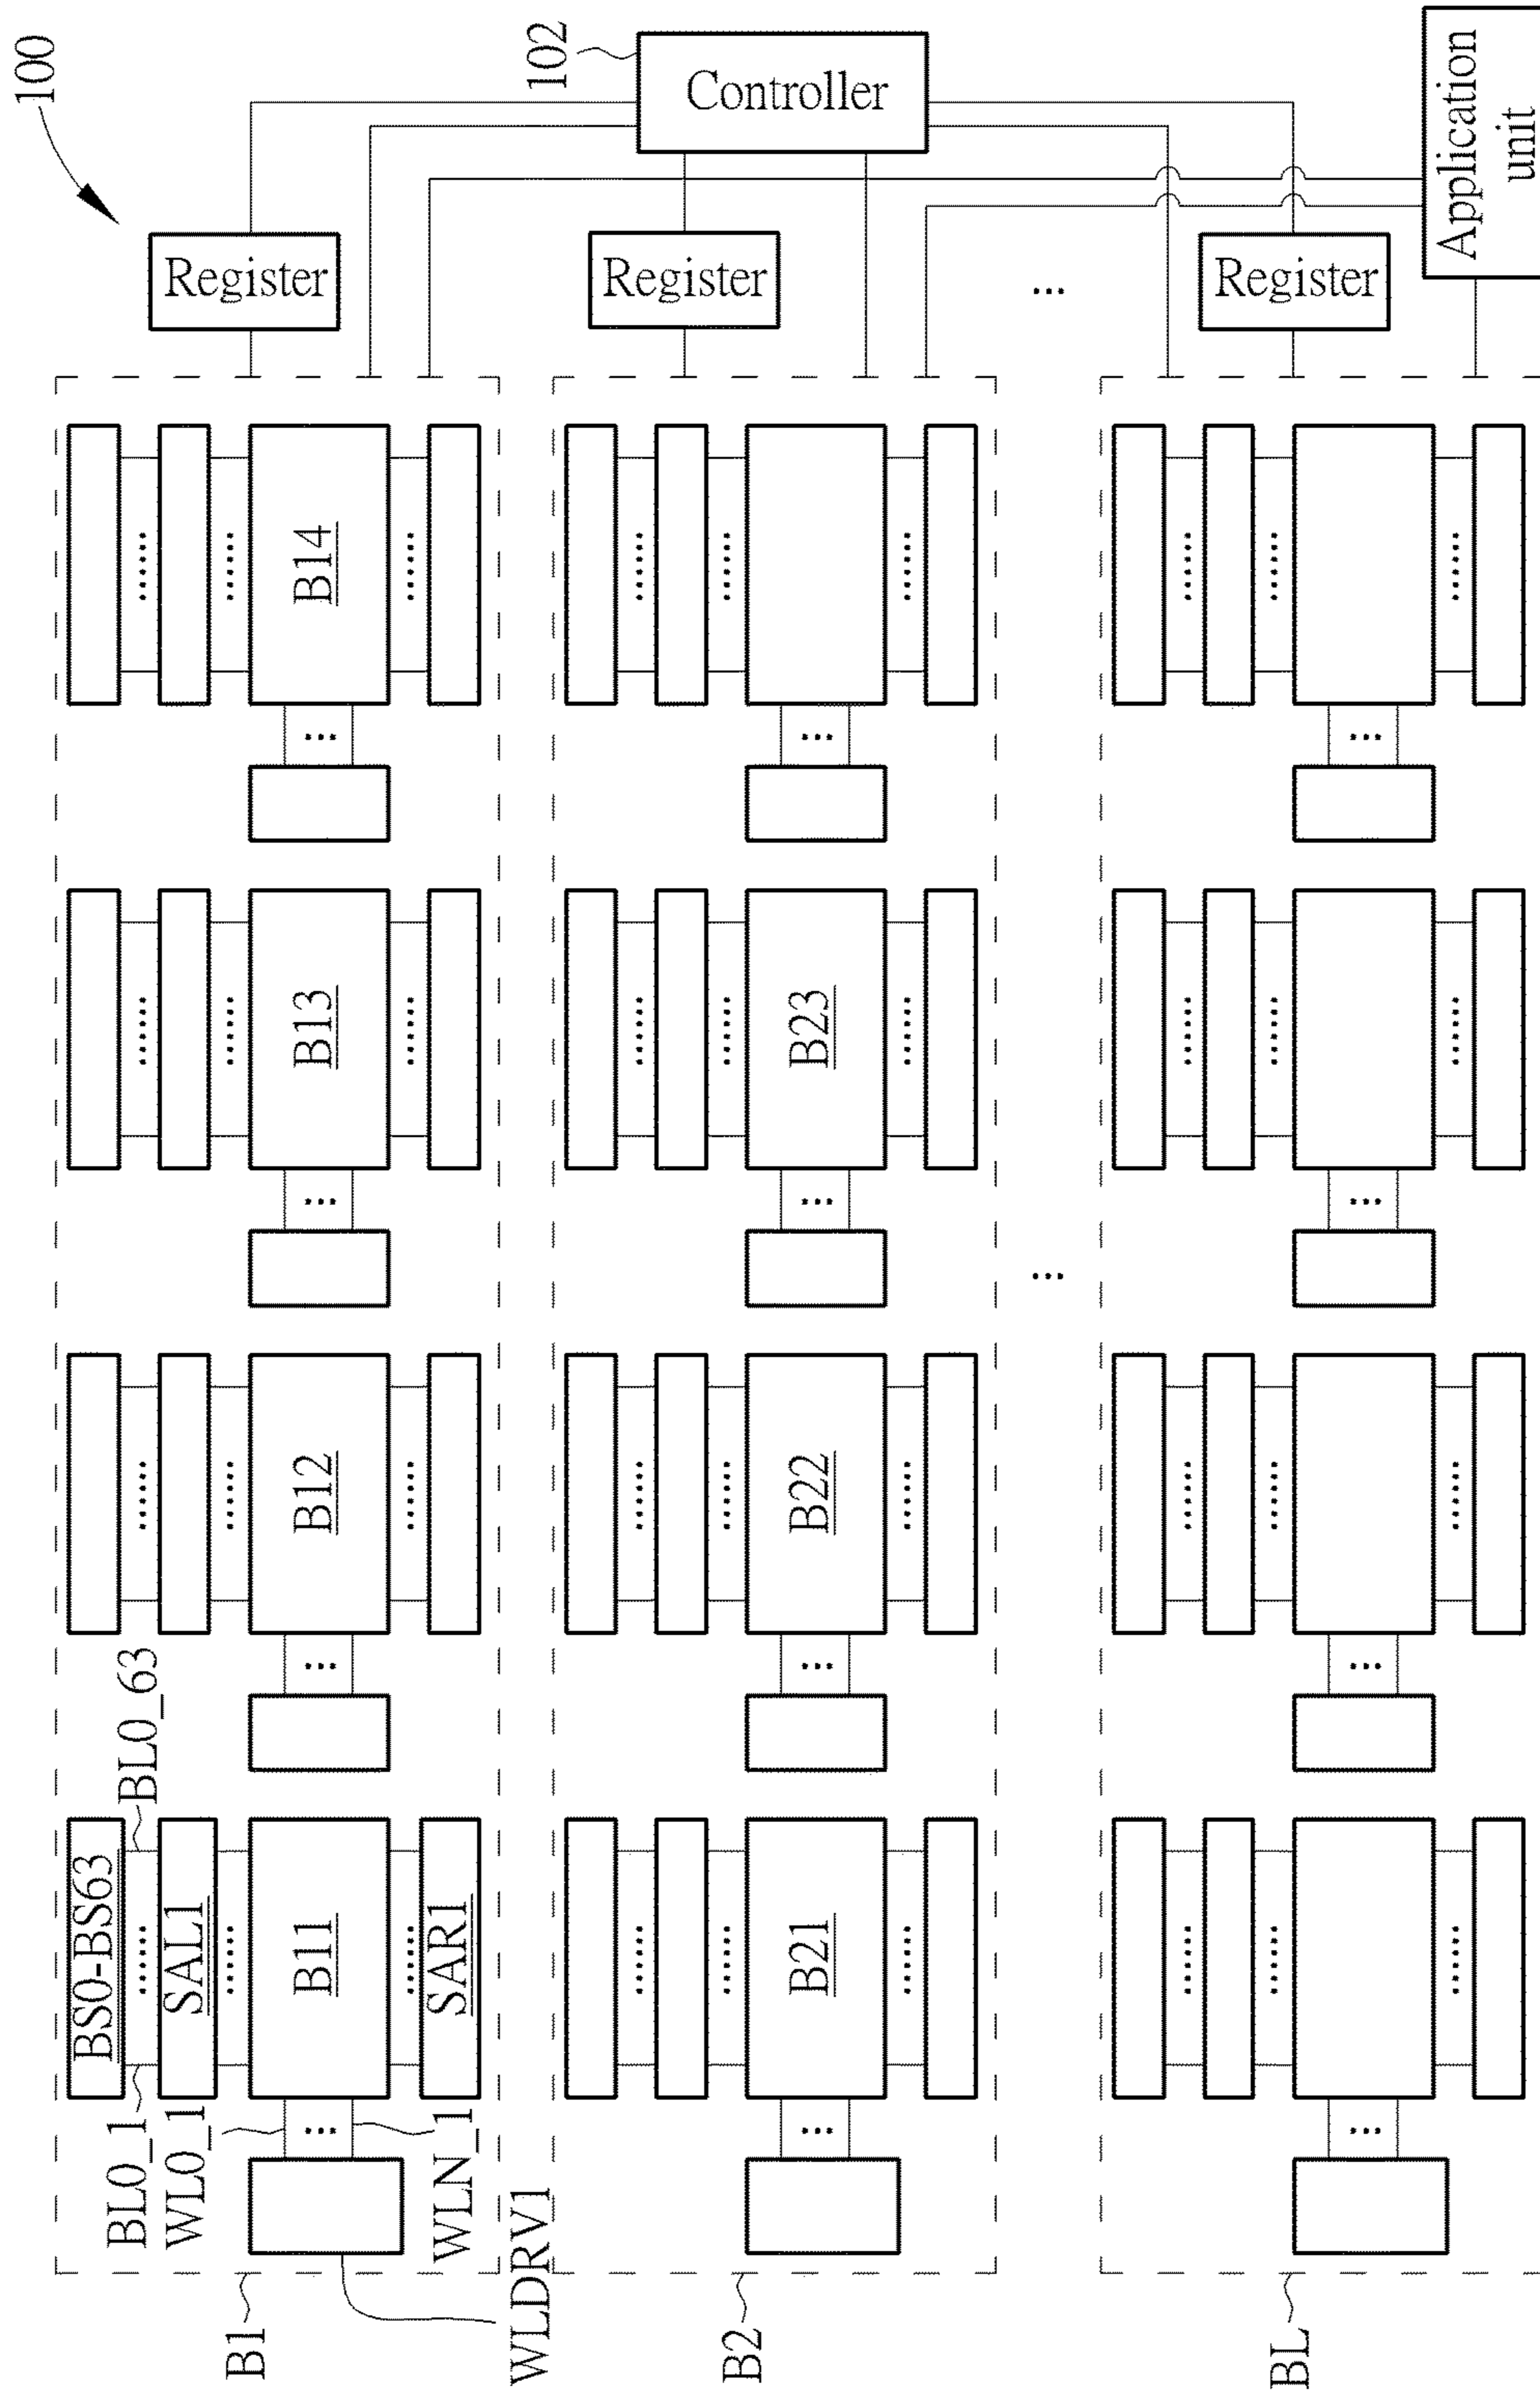 100
Register
102
Controller
Register
...
Register
Application
unit
B1
BL0_1
WL0_1
WLN_1
WLDRV1
BS0-BS63
BL0_63
SAL1
B11
SAR1
B12
B13
B14
B2
B21
B22
B23
...
BL